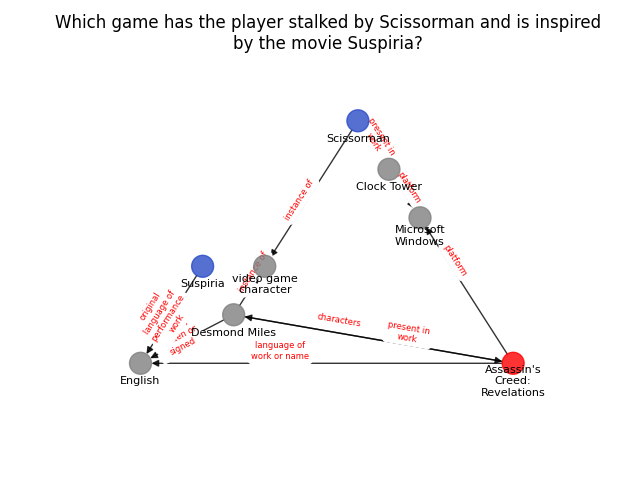 Which game has the player stalked by Scissorman and is inspired
by the movie Suspiria?
present in
work
Scissorman
platform
Clock Tower
instance of
Microsoft
Windows
platform
Suspiria
video game
character
original
language of
performance
work
Desmond Miles
characters
present in
work
signed
language of
work or name
English
Assassin's
Creed:
Revelations